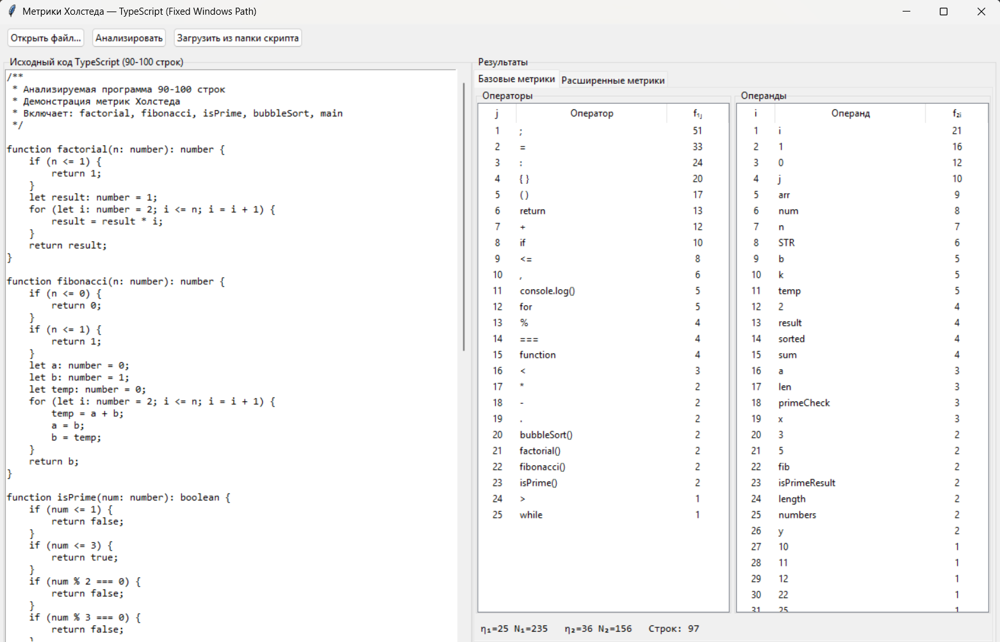 Метрики Холстеда — TypeScript (Fixed Windows Path)
Открыть файл... Анализировать Загрузить из папки скрипта
Исходный код TypeScript (90-100 строк)
/**
 * Анализируемая программа 90-100 строк
 * Демонстрация метрик Холстеда
 * Включает: factorial, fibonacci, isPrime, bubbleSort, main
 */

function factorial(n: number): number {
    if (n <= 1) {
        return 1;
    }
    let result: number = 1;
    for (let i: number = 2; i <= n; i = i + 1) {
        result = result * i;
    }
    return result;
}

function fibonacci(n: number): number {
    if (n <= 0) {
        return 0;
    }
    if (n <= 1) {
        return 1;
    }
    let a: number = 0;
    let b: number = 1;
    let temp: number = 0;
    for (let i: number = 2; i <= n; i = i + 1) {
        temp = a + b;
        a = b;
        b = temp;
    }
    return b;
}

function isPrime(num: number): boolean {
    if (num <= 1) {
        return false;
    }
    if (num <= 3) {
        return true;
    }
    if (num % 2 === 0) {
        return false;
    }
    if (num % 3 === 0) {
        return false;
    }
Результаты
Базовые метрики Расширенные метрики
Операторы
j Оператор f₁ⱼ
1 ; 51
2 = 33
3 : 24
4 { } 20
5 ( ) 17
6 return 13
7 + 12
8 if 10
9 <= 8
10 , 6
11 console.log() 5
12 for 5
13 % 4
14 === 4
15 function 4
16 < 3
17 * 2
18 - 2
19 . 2
20 bubbleSort() 2
21 factorial() 2
22 fibonacci() 2
23 isPrime() 2
24 > 1
25 while 1
Операнды
i Операнд f₂ᵢ
1 i 21
2 1 16
3 0 12
4 j 10
5 arr 9
6 num 8
7 n 7
8 STR 6
9 b 5
10 k 5
11 temp 5
12 2 4
13 result 4
14 sorted 4
15 sum 4
16 a 3
17 len 3
18 primeCheck 3
19 x 3
20 3 2
21 5 2
22 fib 2
23 isPrimeResult 2
24 length 2
25 numbers 2
26 y 2
27 10 1
28 11 1
29 12 1
30 22 1
31 25 1
η₁=25 N₁=235 η₂=36 N₂=156 Строк: 97